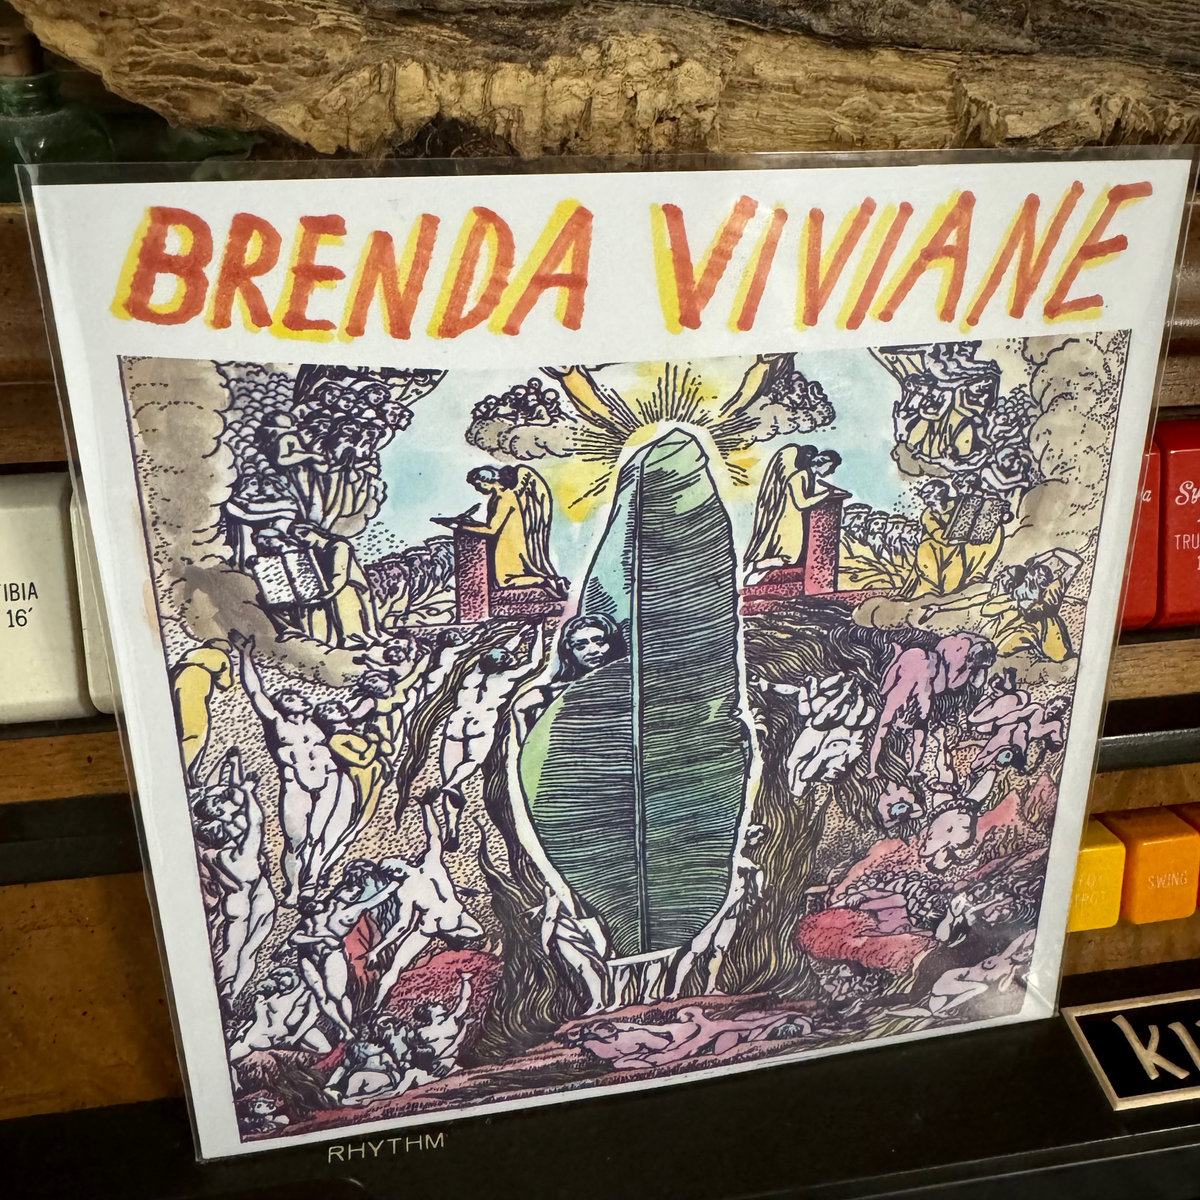 BRENDA VIVIANE
TIBIA
16′
SWING
RHYTHM